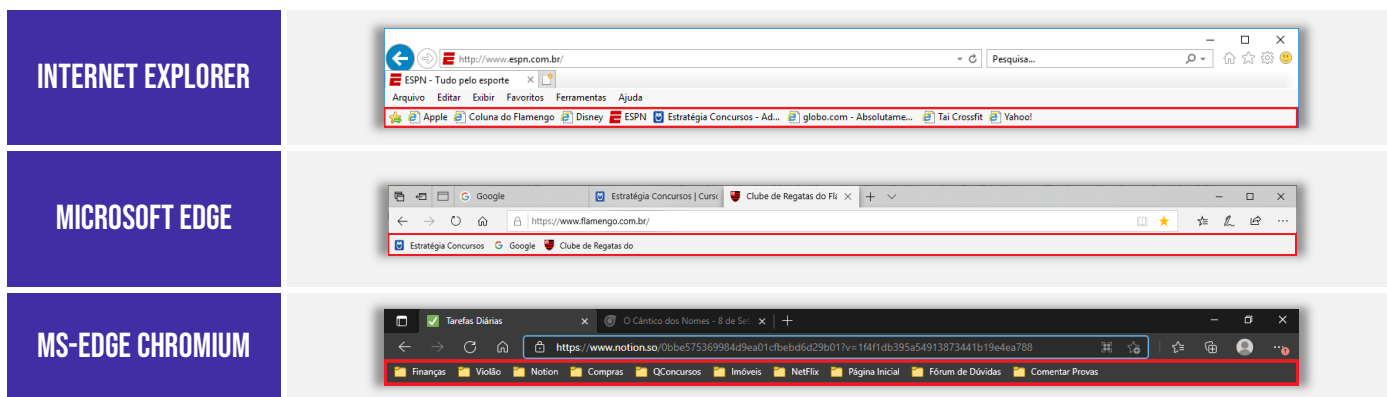 INTERNET EXPLORER
http://www.espn.com.br/
Pesquisa...
ESPN - Tudo pelo esporte
Arquivo Editar Exibir Favoritos Ferramentas Ajuda
Apple Coluna do Flamengo Disney ESPN Estratégia Concursos - Ad... globo.com - Absolutame... Tai Crossfit Yahoo!
MICROSOFT EDGE
Google Estratégia Concursos | Curso Clube de Regatas do Fla
https://www.flamengo.com.br/
Estratégia Concursos Google Clube de Regatas do
MS-EDGE CHROMIUM
Tarefas Diárias O Cântico dos Nomes - 8 de Set
https://www.notion.so/0bbe575369984d9ea01cfbebd6d29b01?v=1f4f1db395a54913873441b19e4ea788
Finanças Violão Notion Compras QConcursos Imóveis NetFlix Página Inicial Fórum de Dúvidas Comentar Provas